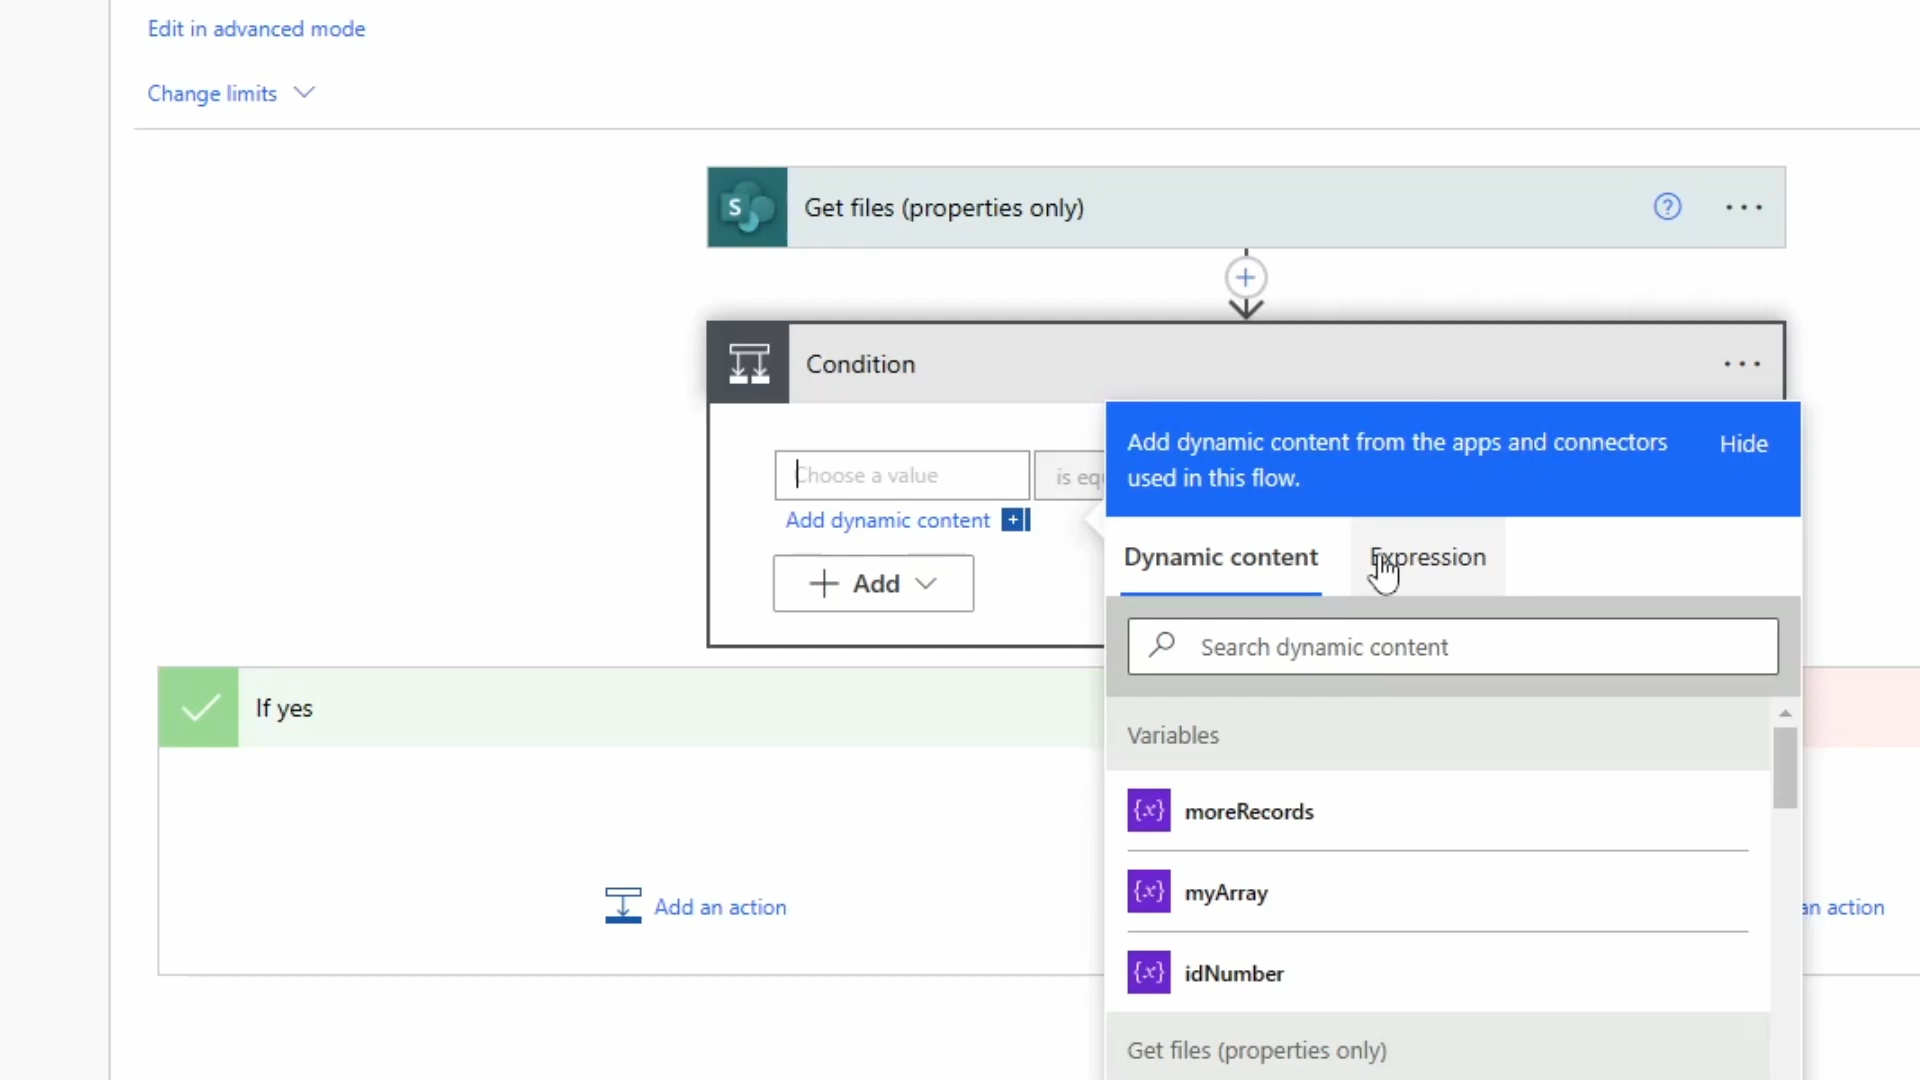 Edit in advanced mode
Change limits
S
Get files (properties only)
?
Condition
Choose a value
is equ
Add dynamic content
Add
Add dynamic content from the apps and connectors
used in this flow.
Hide
Dynamic content
Expression
Search dynamic content
Variables
{x} moreRecords
{x} myArray
{x} idNumber
Get files (properties only)
If yes
Add an action
an action